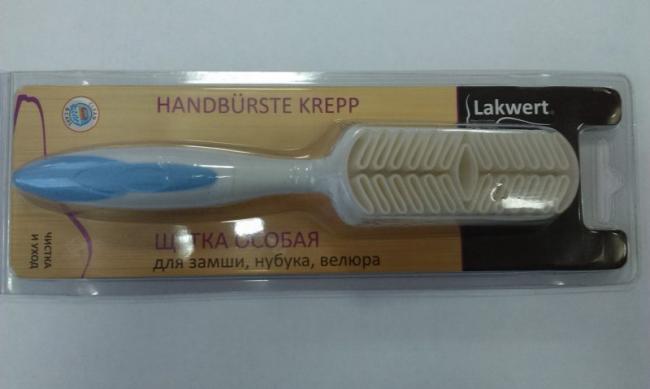 HANDBÜRSTE KREPP
Lakwert
ЩЕТКА ОСОБАЯ
для замши, нубука, велюра
ЧИСТКА
И УХОД